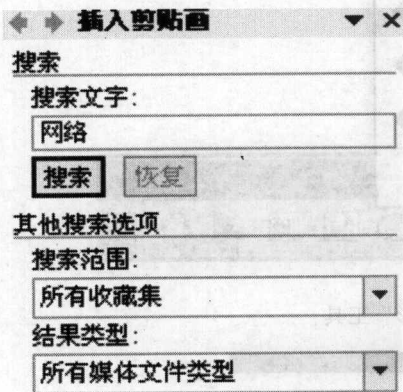 插入剪贴画
搜索
搜索文字:
网络
搜索 恢复
其他搜索选项
搜索范围:
所有收藏集
结果类型:
所有媒体文件类型